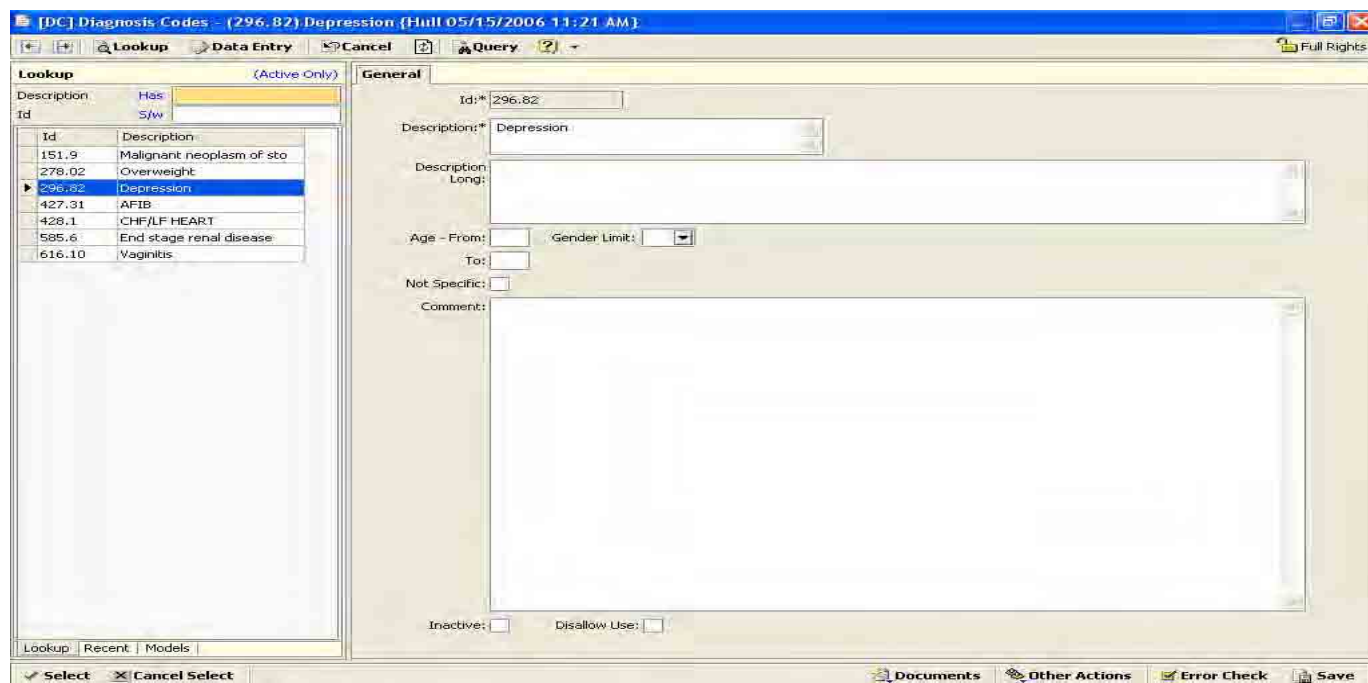 [DC] Diagnosis Codes - (296.82) Depression {Hull 05/15/2006 11:21 AM}
Lookup Data Entry Cancel Query Full Rights
Lookup (Active Only)
Description Has
Id S/w
Id Description
151.9 Malignant neoplasm of sto
278.02 Overweight
296.82 Depression
427.31 AFIB
428.1 CHF/LF HEART
585.6 End stage renal disease
616.10 Vaginitis
Lookup Recent Models
Select Cancel Select
General
Id:* 296.82
Description:* Depression
Description
Long:
Age - From: Gender Limit:
To:
Not Specific:
Comment:
Inactive: Disallow Use:
Documents Other Actions Error Check Save